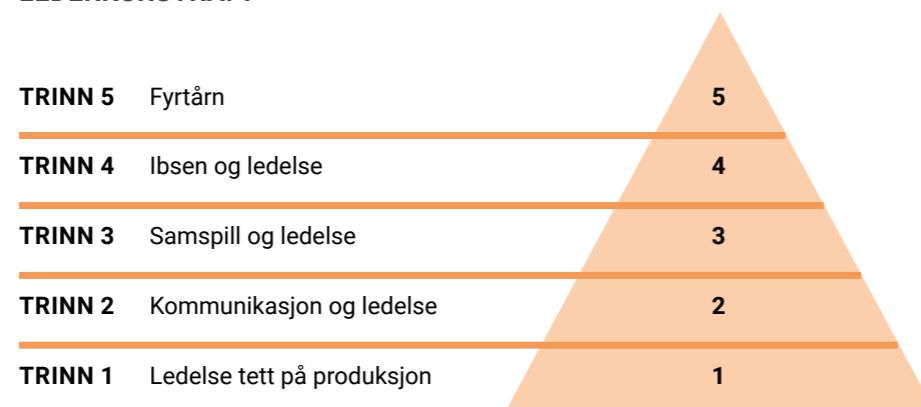 TRINN 5 Fyrtårn 5
TRINN 4 Ibsen og ledelse 4
TRINN 3 Samspill og ledelse 3
TRINN 2 Kommunikasjon og ledelse 2
TRINN 1 Ledelse tett på produksjon 1